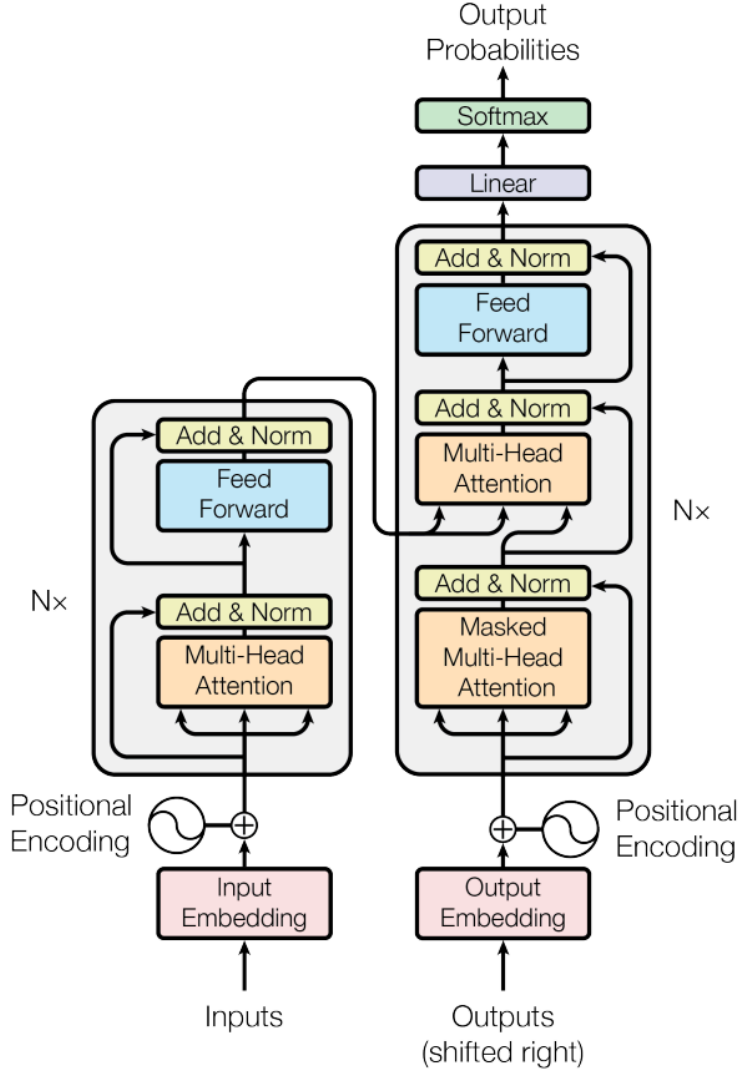 Output
Probabilities
Softmax
Linear
Add & Norm
Feed
Forward
Add & Norm
Multi-Head
Attention
Add & Norm
Masked
Multi-Head
Attention
Nx
Add & Norm
Feed
Forward
Add & Norm
Multi-Head
Attention
Nx
Positional
Encoding
Positional
Encoding
Input
Embedding
Output
Embedding
Inputs
Outputs
(shifted right)